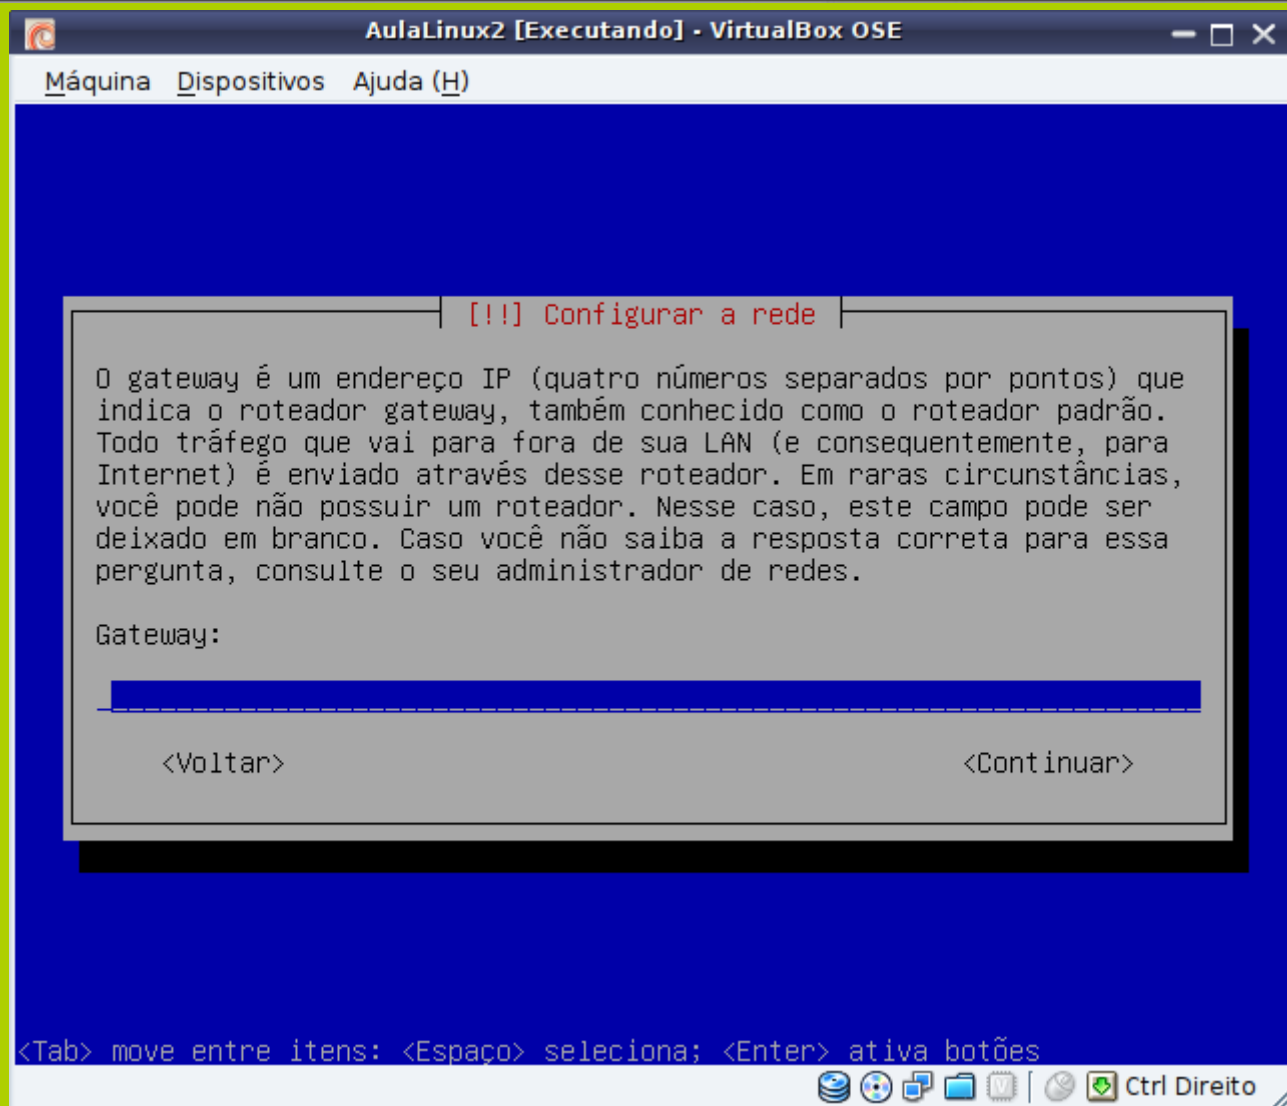 AulaLinux2 [Executando] - VirtualBox OSE
Máquina Dispositivos Ajuda (H)
[!!] Configurar a rede
O gateway é um endereço IP (quatro números separados por pontos) que
indica o roteador gateway, também conhecido como o roteador padrão.
Todo tráfego que vai para fora de sua LAN (e consequentemente, para
Internet) é enviado através desse roteador. Em raras circunstâncias,
você pode não possuir um roteador. Nesse caso, este campo pode ser
deixado em branco. Caso você não saiba a resposta correta para essa
pergunta, consulte o seu administrador de redes.
Gateway:
<Voltar> <Continuar>
<Tab> move entre itens: <Espaço> seleciona; <Enter> ativa botões
Ctrl Direito